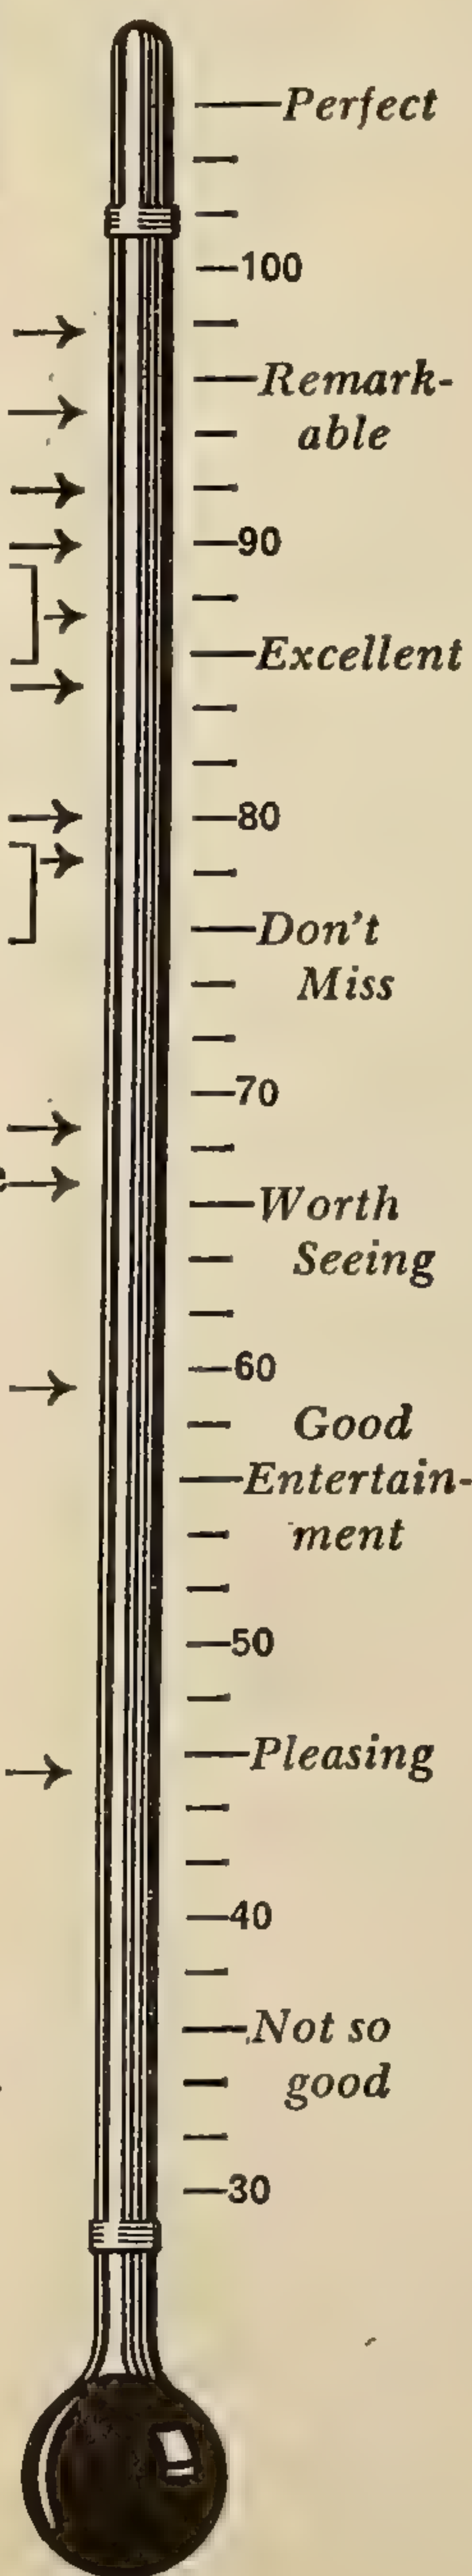 Perfect
100
Remark-
able
90
Excellent
80
Don't
Miss
70
Worth
Seeing
60
Good
Entertain-
ment
50
Pleasing
40
Not so
good
30